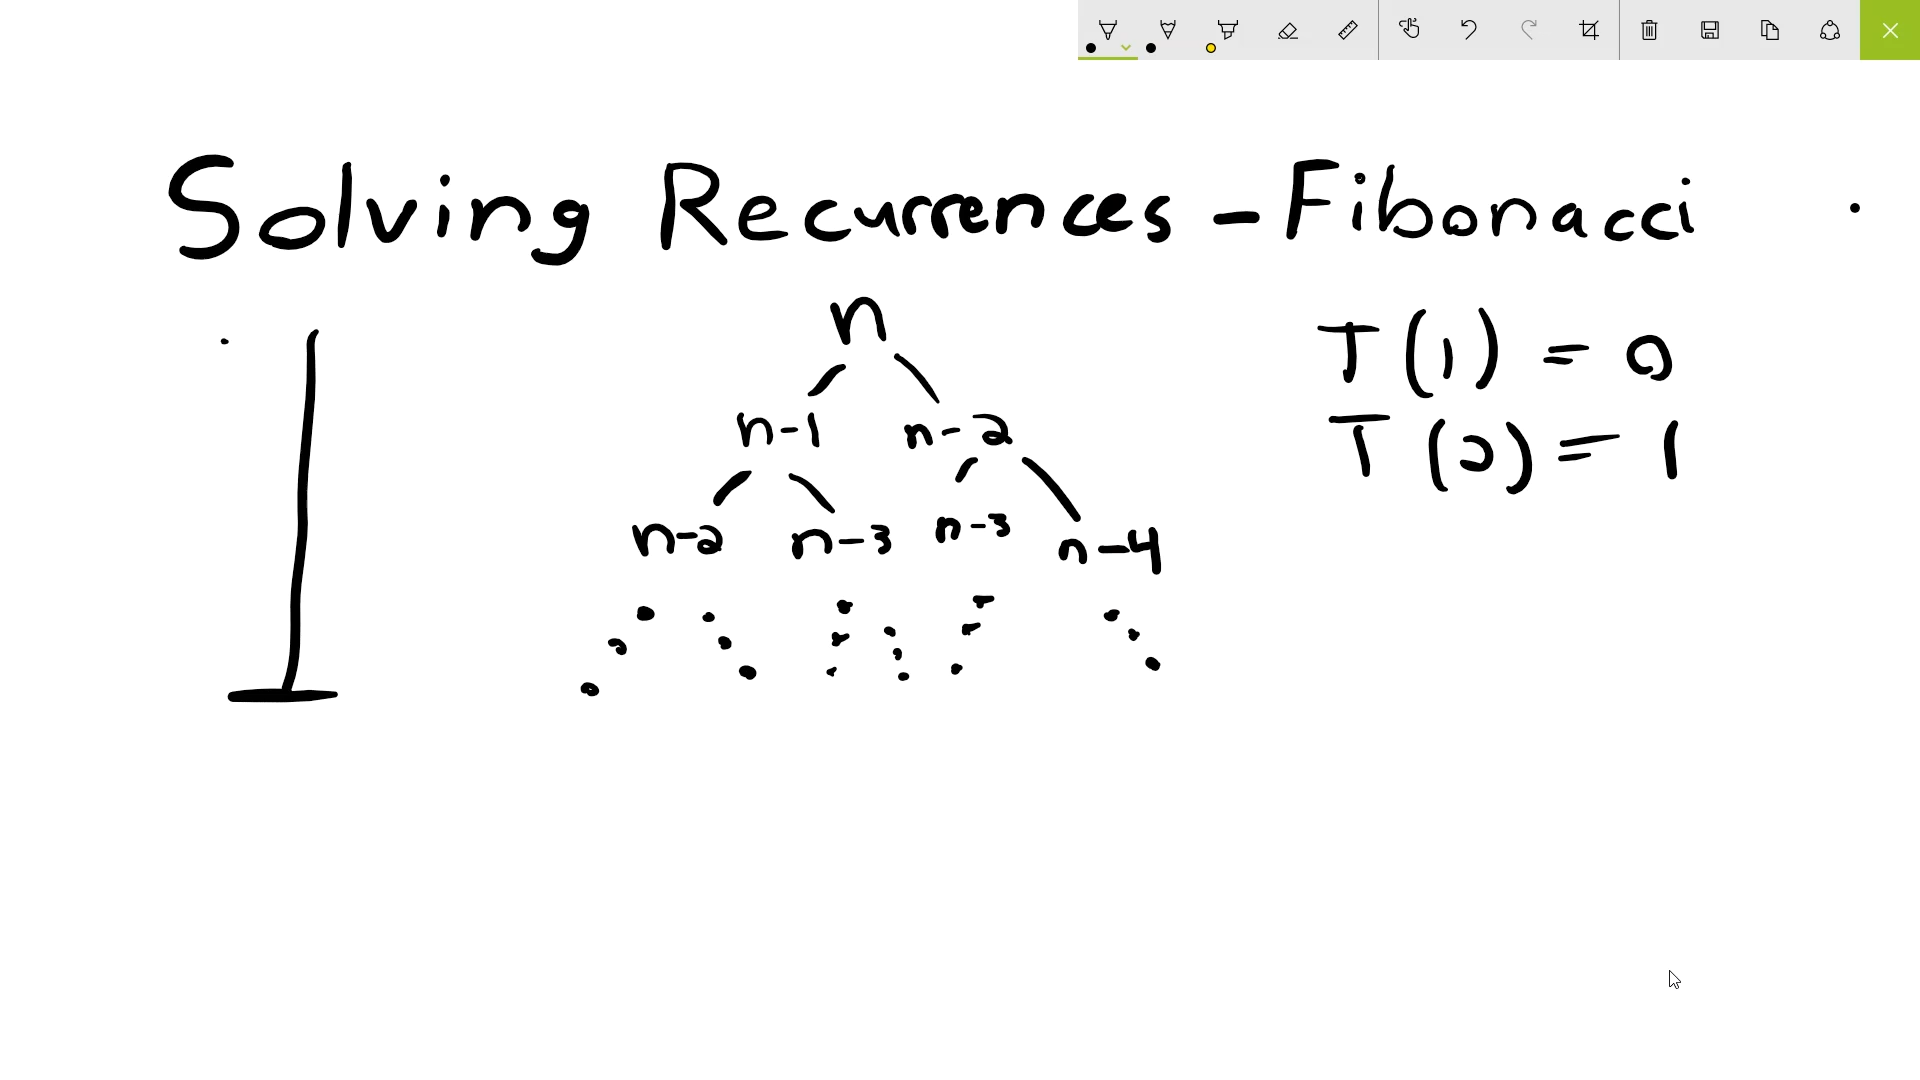 Solving Recurrences - Fibonacci
n
n-1 n-2
n-2 n-3 n-3 n-4
T(1) = 0
T(2) = 1